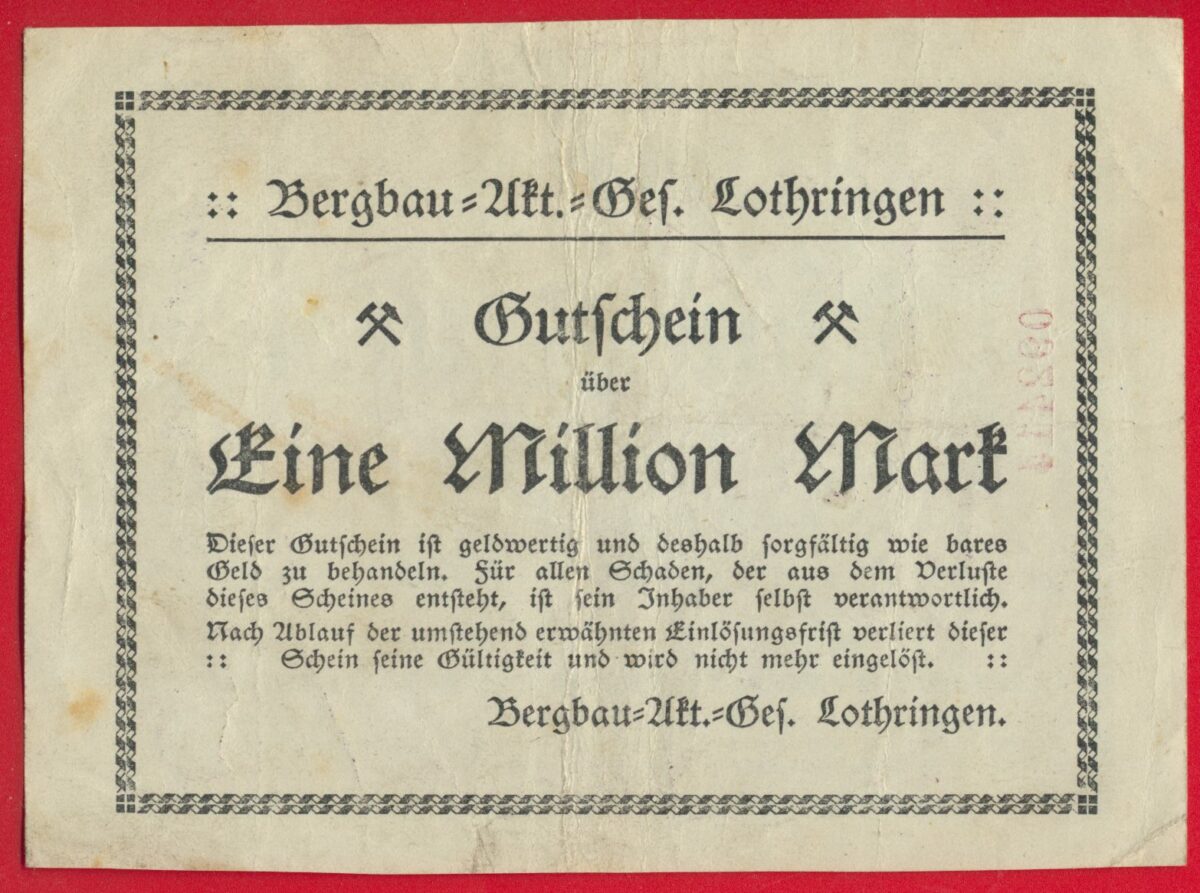 :: Bergbau=Akt.=Ges. Lothringen ::
Gutschein
über
Eine Million Mark
Dieser Gutschein ist geldwertig und deshalb sorgfältig wie bares
Geld zu behandeln. Für allen Schaden, der aus dem Verluste
dieses Scheines entsteht, ist sein Inhaber selbst verantwortlich.
Nach Ablauf der umstehend erwähnten Einlösungsfrist verliert dieser
:: Schein seine Gültigkeit und wird nicht mehr eingelöst. ::
Bergbau=Akt.=Ges. Lothringen.